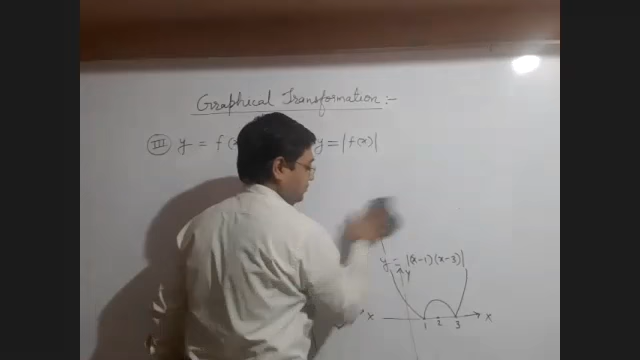 Graphical Transformation :-
III y = f(x y = |f(x)|
y = |(x-1)(x-3)|
y
x 1 2 3 x